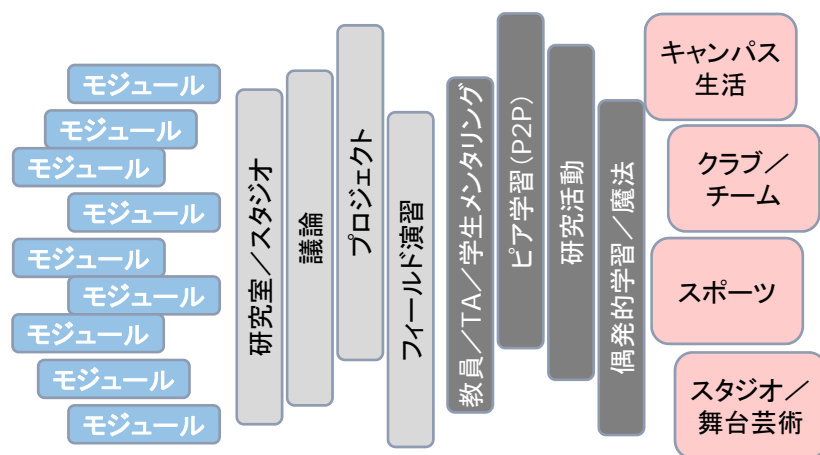 モジュール
モジュール
モジュール
モジュール
モジュール
モジュール
モジュール
モジュール
モジュール
研究室／スタジオ
議論
プロジェクト
フィールド演習
教員／TA／学生メンタリング
ピア学習(P2P)
研究活動
偶発的学習／魔法
キャンパス
生活
クラブ／
チーム
スポーツ
スタジオ／
舞台芸術